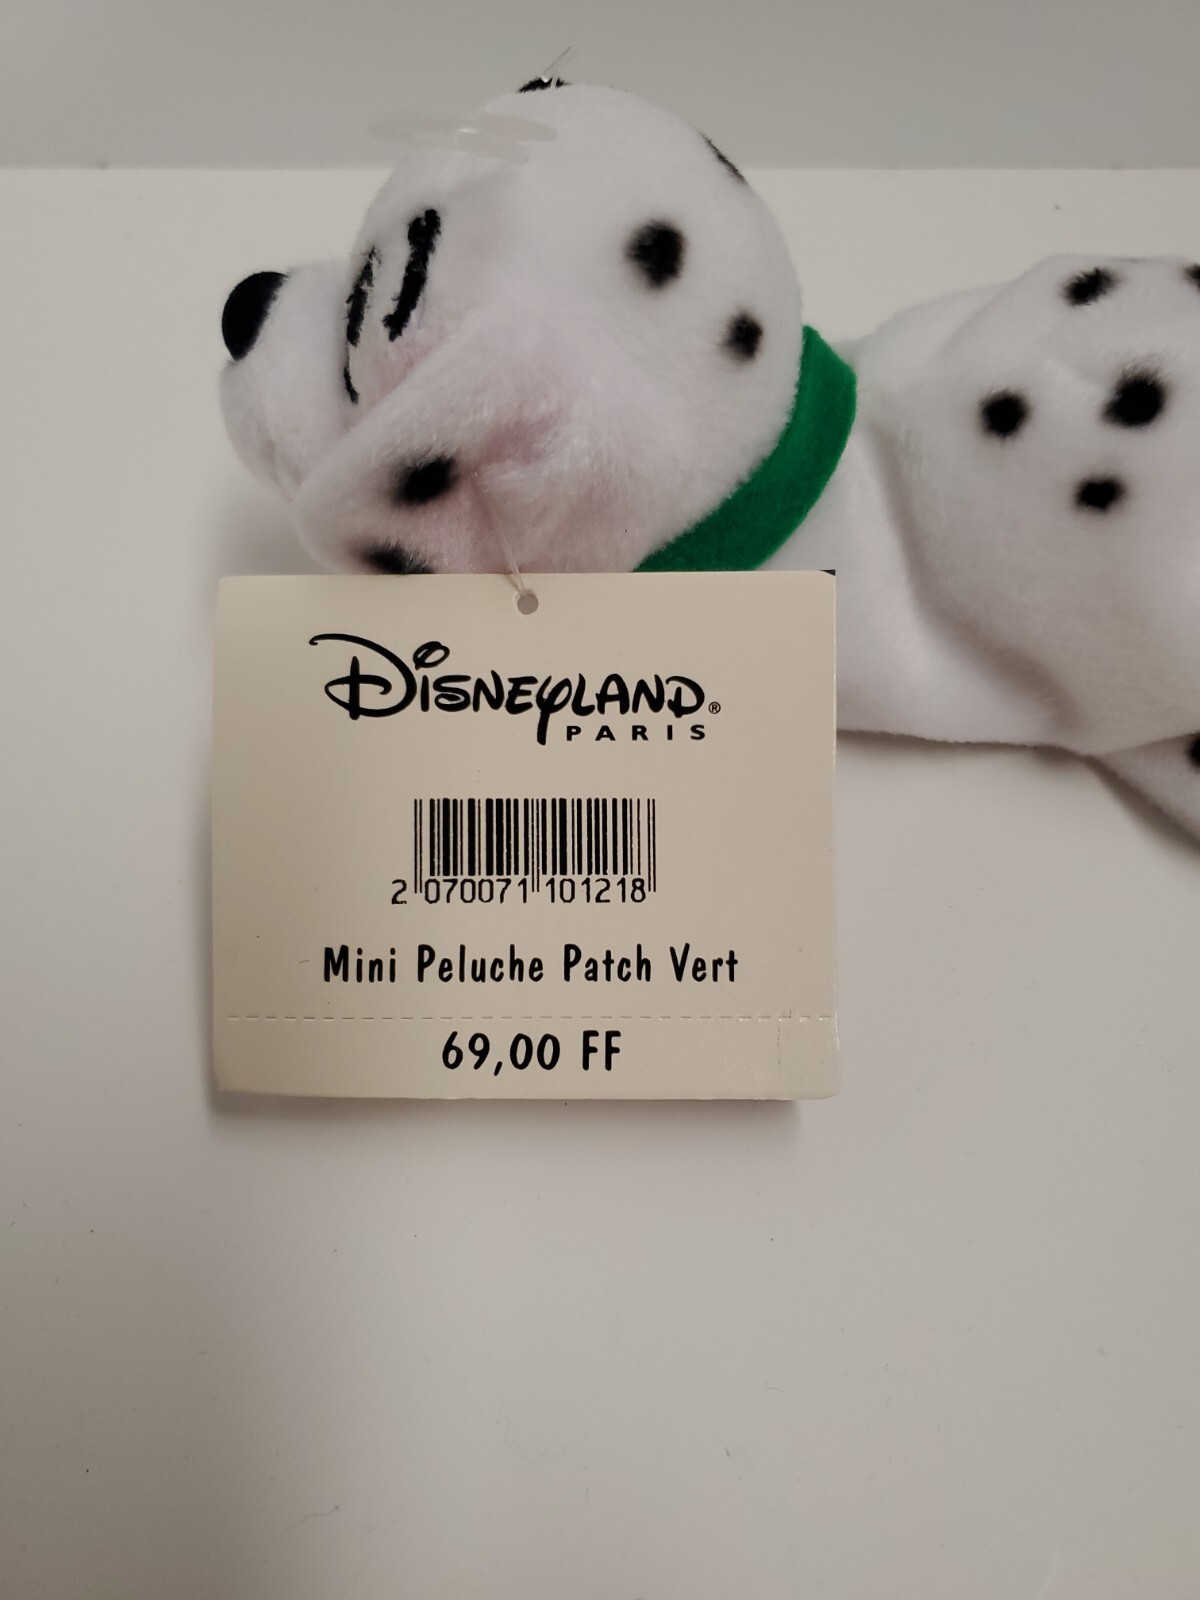 Disneyland®
PARIS
2 070071 101218
Mini Peluche Patch Vert
69,00 FF